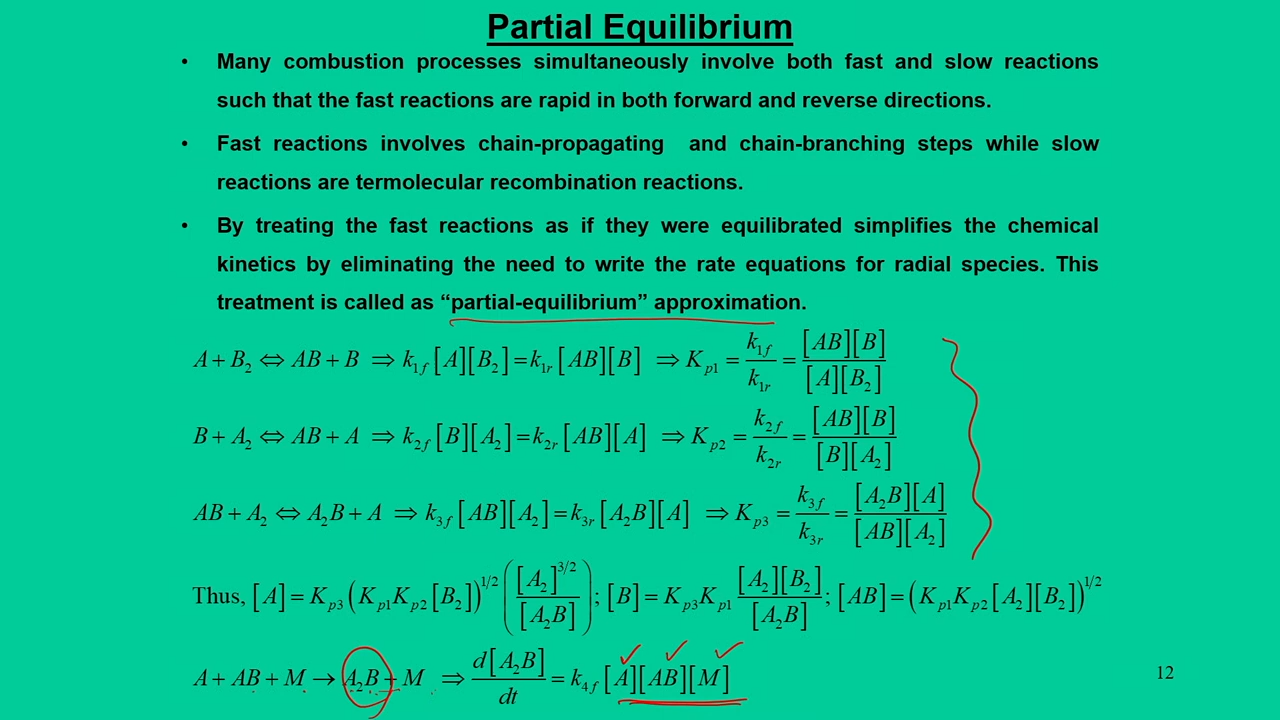 Partial Equilibrium
• Many combustion processes simultaneously involve both fast and slow reactions
such that the fast reactions are rapid in both forward and reverse directions.
• Fast reactions involves chain-propagating and chain-branching steps while slow
reactions are termolecular recombination reactions.
• By treating the fast reactions as if they were equilibrated simplifies the chemical
kinetics by eliminating the need to write the rate equations for radial species. This
treatment is called as “partial-equilibrium” approximation.
A + B₂ ⇔ AB + B ⇒ k₁f [A][B₂] = k₁r [AB][B] ⇒ Kp1 = k₁f / k₁r = [AB][B] / [A][B₂]
B + A₂ ⇔ AB + A ⇒ k₂f [B][A₂] = k₂r [AB][A] ⇒ Kp2 = k₂f / k₂r = [AB][B] / [B][A₂]
AB + A₂ ⇔ A₂B + A ⇒ k₃f [AB][A₂] = k₃r [A₂B][A] ⇒ Kp3 = k₃f / k₃r = [A₂B][A] / [AB][A₂]
Thus, [A] = Kp3 (Kp1 Kp2 [B₂])^1/2 ([A₂]^3/2 / [A₂B]); [B] = Kp3 Kp1 [A₂][B₂] / [A₂B]; [AB] = (Kp1 Kp2 [A₂][B₂])^1/2
A + AB + M → A₂B + M ⇒ d[A₂B] / dt = k₄f [A][AB][M]
12